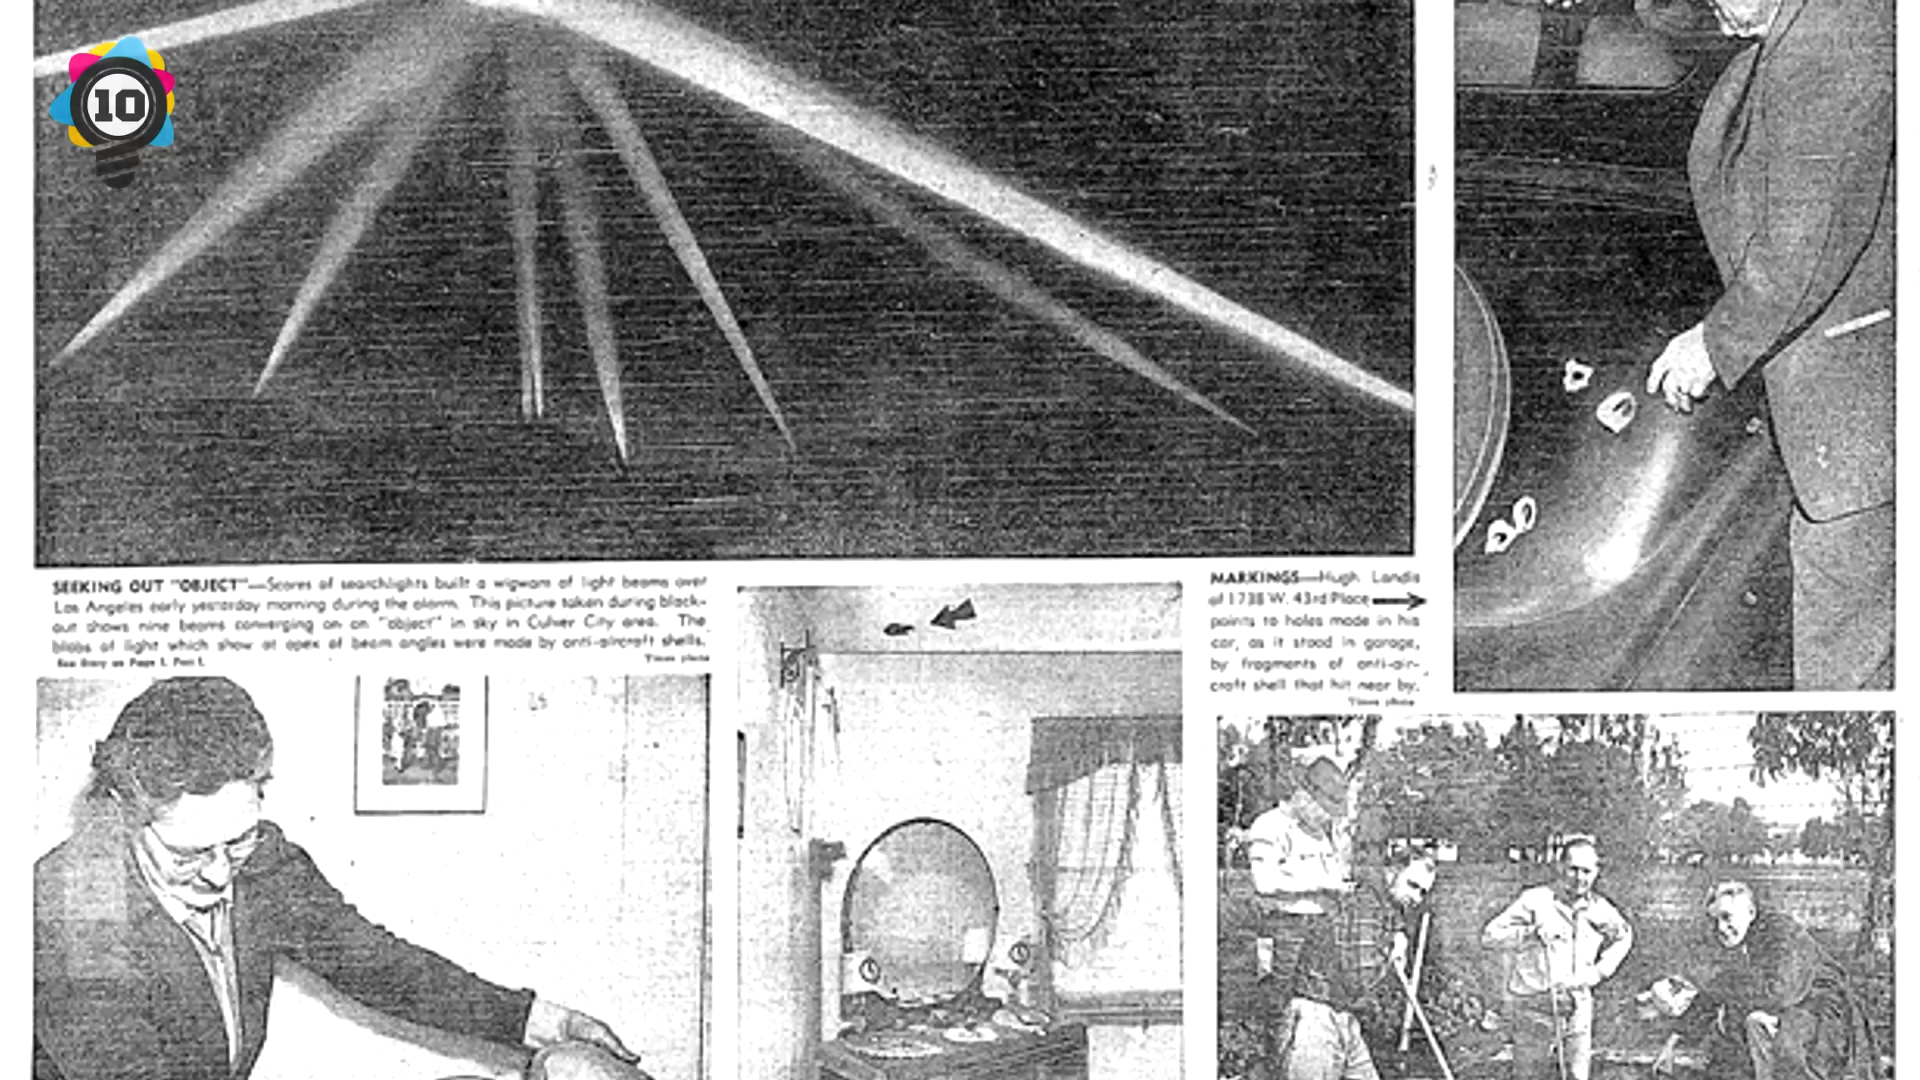 10
SEEKING OUT "OBJECT"—Scores of searchlights built a wigwam of light beams over
Los Angeles early yesterday morning during the alarm. This picture taken during black-
out shows nine beams converging on an "object" in sky in Culver City area. The
blobs of light which show at apex of beam angles were made by anti-aircraft shells.
See Story on Page 1, Part I.
Times photo
MARKINGS—Hugh Landis
of 1738 W. 43rd Place
points to holes made in his
car, as it stood in garage,
by fragments of anti-air-
craft shell that hit near by.
Times photo